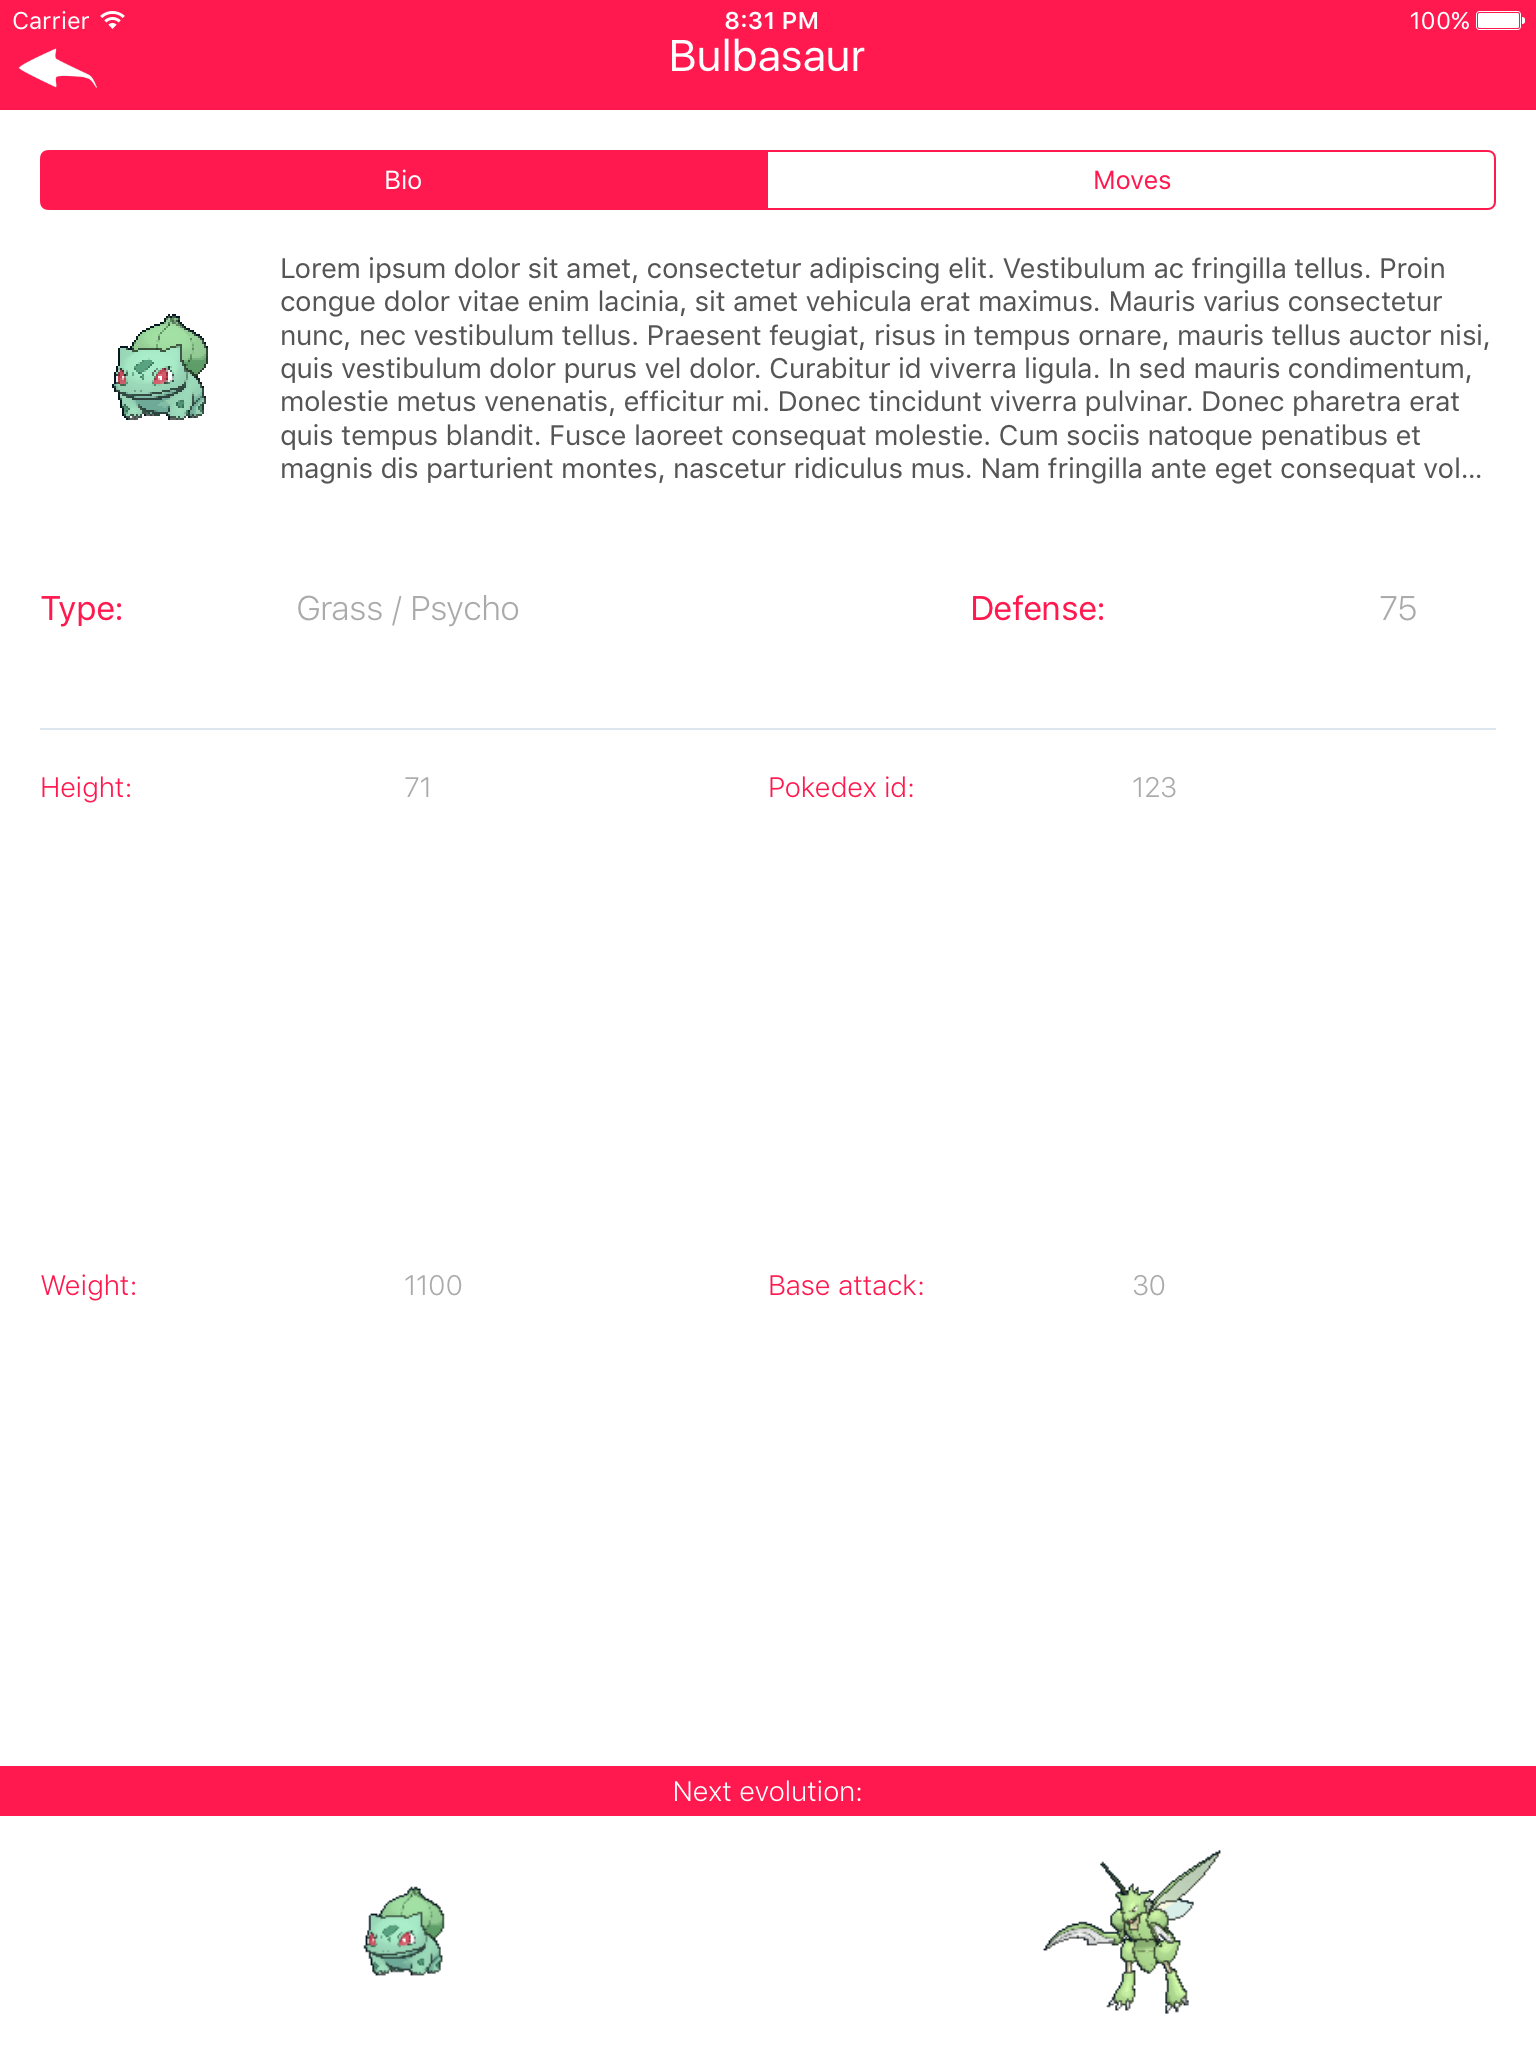 Carrier 8:31 PM 100%
Bulbasaur
Bio Moves
Lorem ipsum dolor sit amet, consectetur adipiscing elit. Vestibulum ac fringilla tellus. Proin
congue dolor vitae enim lacinia, sit amet vehicula erat maximus. Mauris varius consectetur
nunc, nec vestibulum tellus. Praesent feugiat, risus in tempus ornare, mauris tellus auctor nisi,
quis vestibulum dolor purus vel dolor. Curabitur id viverra ligula. In sed mauris condimentum,
molestie metus venenatis, efficitur mi. Donec tincidunt viverra pulvinar. Donec pharetra erat
quis tempus blandit. Fusce laoreet consequat molestie. Cum sociis natoque penatibus et
magnis dis parturient montes, nascetur ridiculus mus. Nam fringilla ante eget consequat vol...
Type: Grass / Psycho Defense: 75
Height: 71 Pokedex id: 123
Weight: 1100 Base attack: 30
Next evolution: